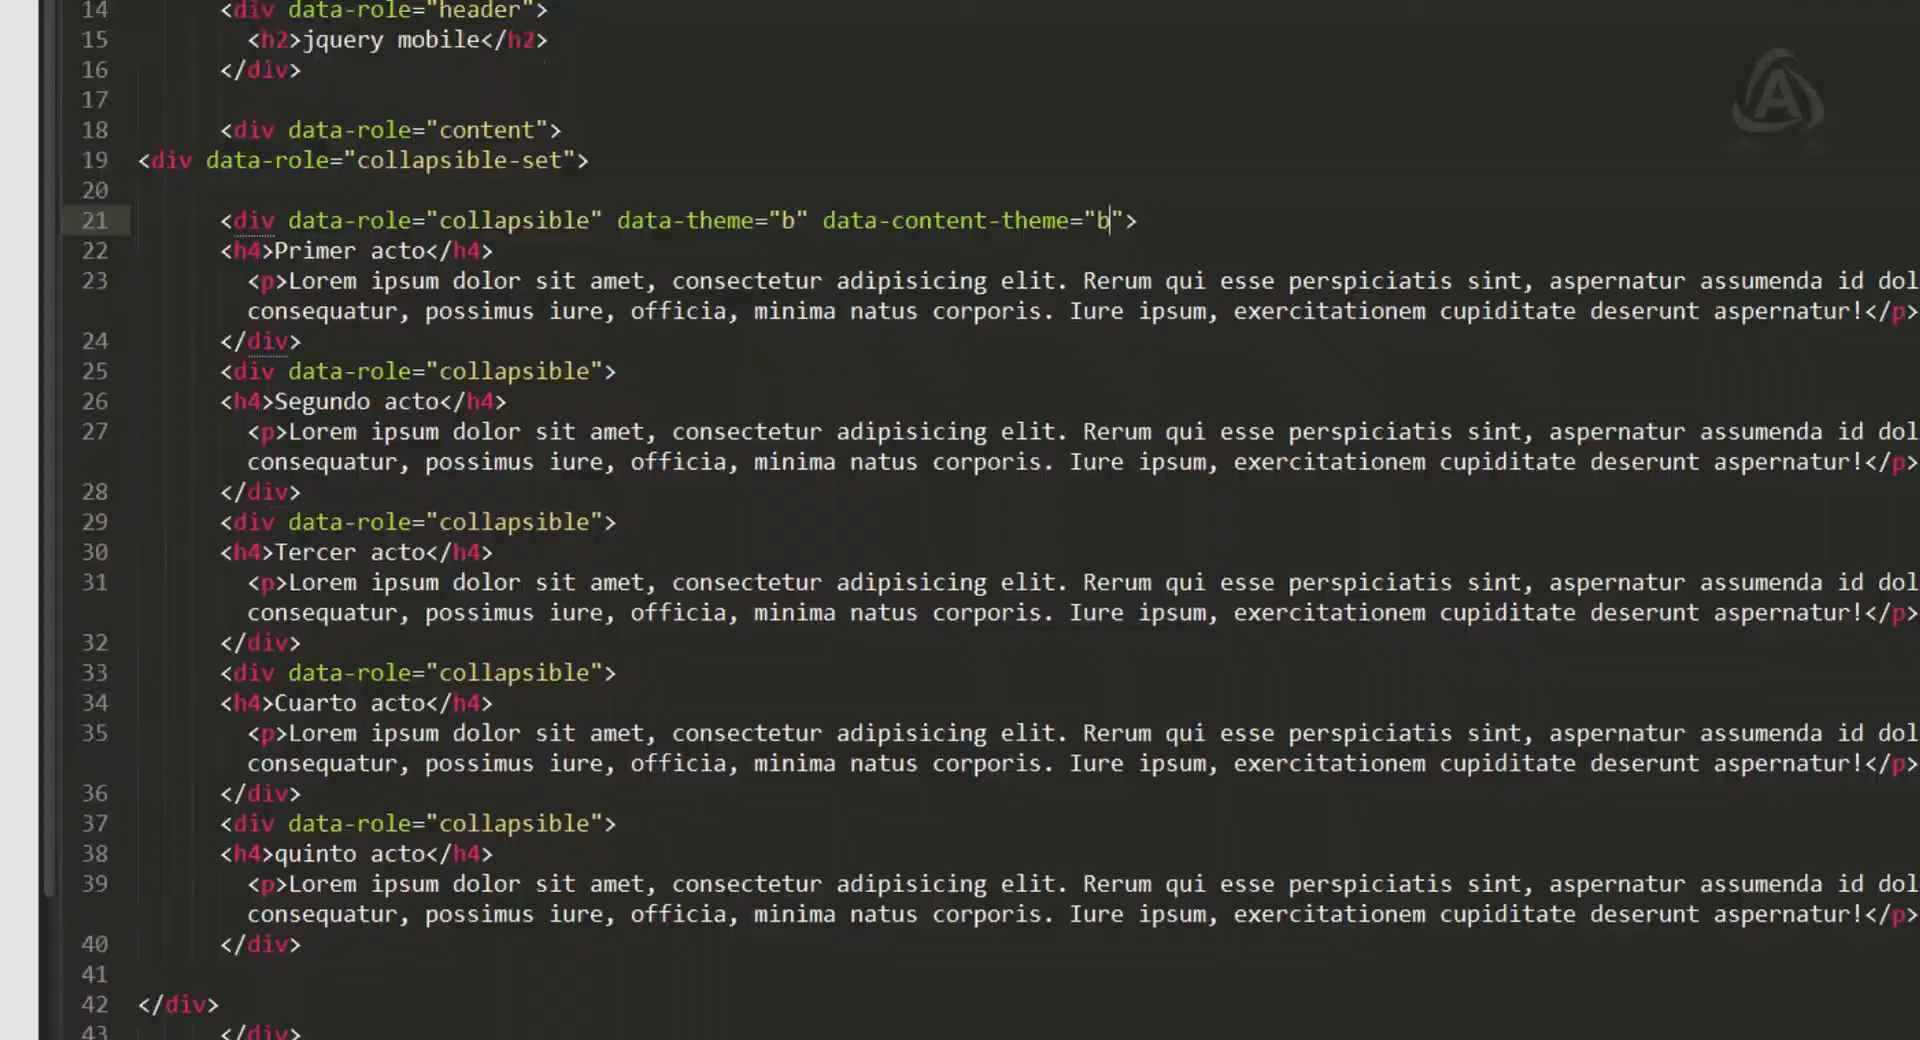 14 <div data-role="header">
15 <h2>jquery mobile</h2>
16 </div>
17
18 <div data-role="content">
19 <div data-role="collapsible-set">
20
21 <div data-role="collapsible" data-theme="b" data-content-theme="b">
22 <h4>Primer acto</h4>
23 <p>Lorem ipsum dolor sit amet, consectetur adipisicing elit. Rerum qui esse perspiciatis sint, aspernatur assumenda id dol
consequatur, possimus iure, officia, minima natus corporis. Iure ipsum, exercitationem cupiditate deserunt aspernatur!</p>
24 </div>
25 <div data-role="collapsible">
26 <h4>Segundo acto</h4>
27 <p>Lorem ipsum dolor sit amet, consectetur adipisicing elit. Rerum qui esse perspiciatis sint, aspernatur assumenda id dol
consequatur, possimus iure, officia, minima natus corporis. Iure ipsum, exercitationem cupiditate deserunt aspernatur!</p>
28 </div>
29 <div data-role="collapsible">
30 <h4>Tercer acto</h4>
31 <p>Lorem ipsum dolor sit amet, consectetur adipisicing elit. Rerum qui esse perspiciatis sint, aspernatur assumenda id dol
consequatur, possimus iure, officia, minima natus corporis. Iure ipsum, exercitationem cupiditate deserunt aspernatur!</p>
32 </div>
33 <div data-role="collapsible">
34 <h4>Cuarto acto</h4>
35 <p>Lorem ipsum dolor sit amet, consectetur adipisicing elit. Rerum qui esse perspiciatis sint, aspernatur assumenda id dol
consequatur, possimus iure, officia, minima natus corporis. Iure ipsum, exercitationem cupiditate deserunt aspernatur!</p>
36 </div>
37 <div data-role="collapsible">
38 <h4>quinto acto</h4>
39 <p>Lorem ipsum dolor sit amet, consectetur adipisicing elit. Rerum qui esse perspiciatis sint, aspernatur assumenda id dol
consequatur, possimus iure, officia, minima natus corporis. Iure ipsum, exercitationem cupiditate deserunt aspernatur!</p>
40 </div>
41
42 </div>
43 </div>